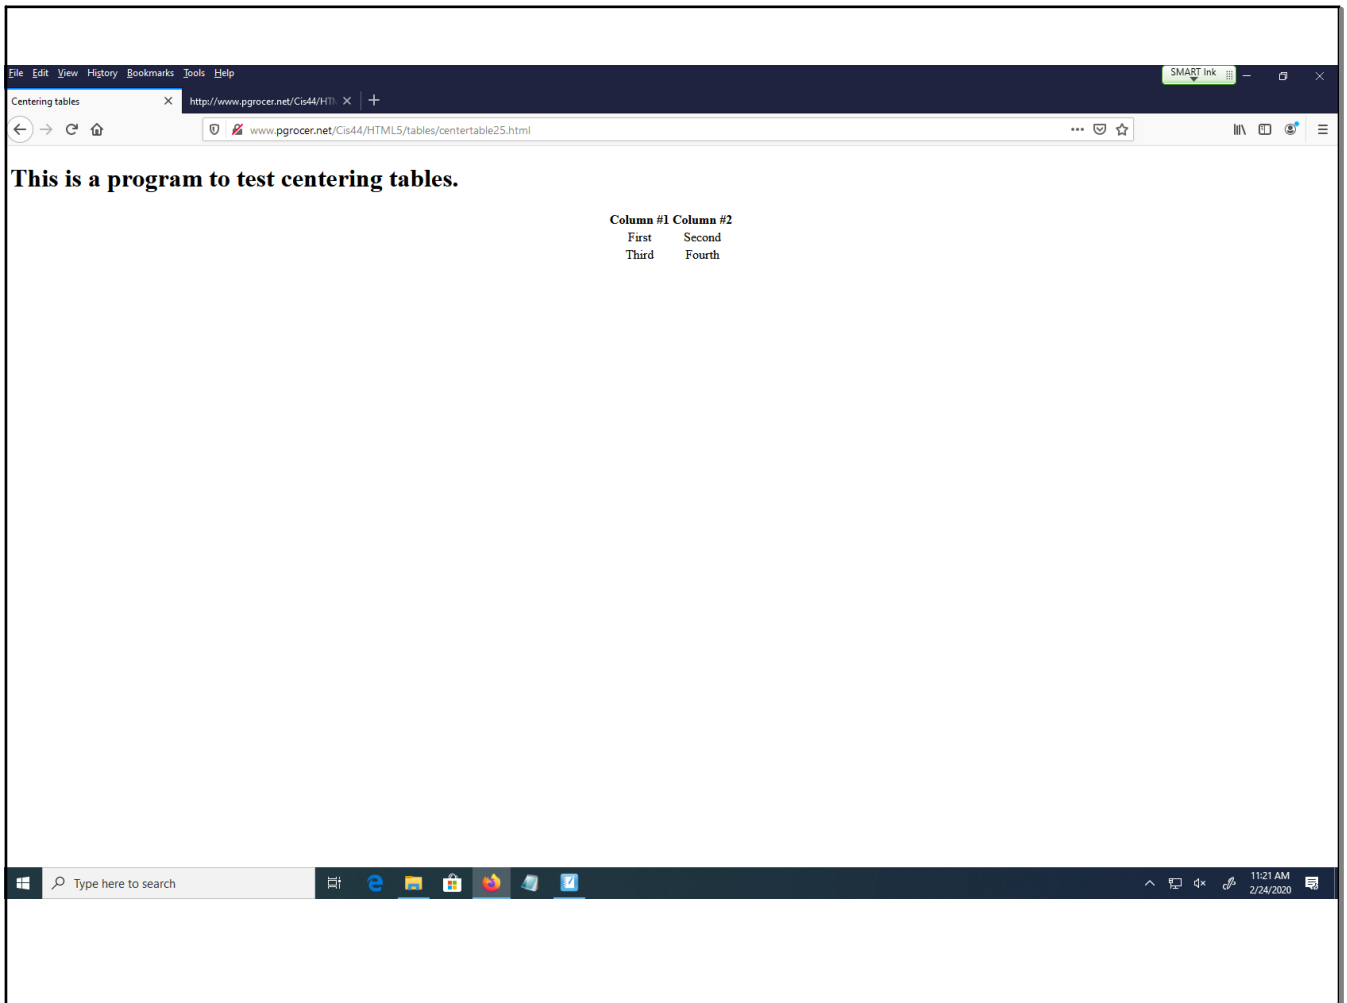 File Edit View History Bookmarks Tools Help
SMART Ink
Centering tables
http://www.pgrocer.net/Cis44/HT
www.pgrocer.net/Cis44/HTML5/tables/centertable25.html
This is a program to test centering tables.
Column #1 Column #2
First Second
Third Fourth
Type here to search
11:21 AM
2/24/2020